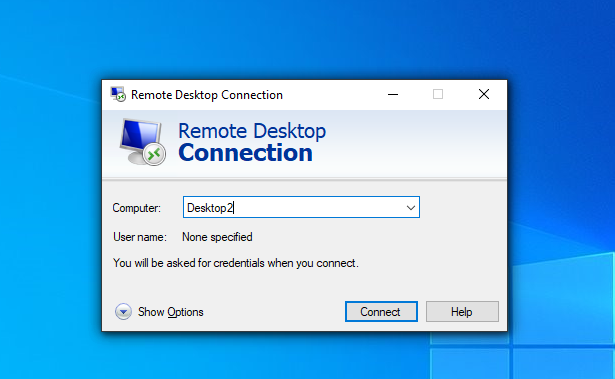 Remote Desktop Connection
Remote Desktop
Connection
Computer: Desktop2
User name: None specified
You will be asked for credentials when you connect.
Show Options Connect Help